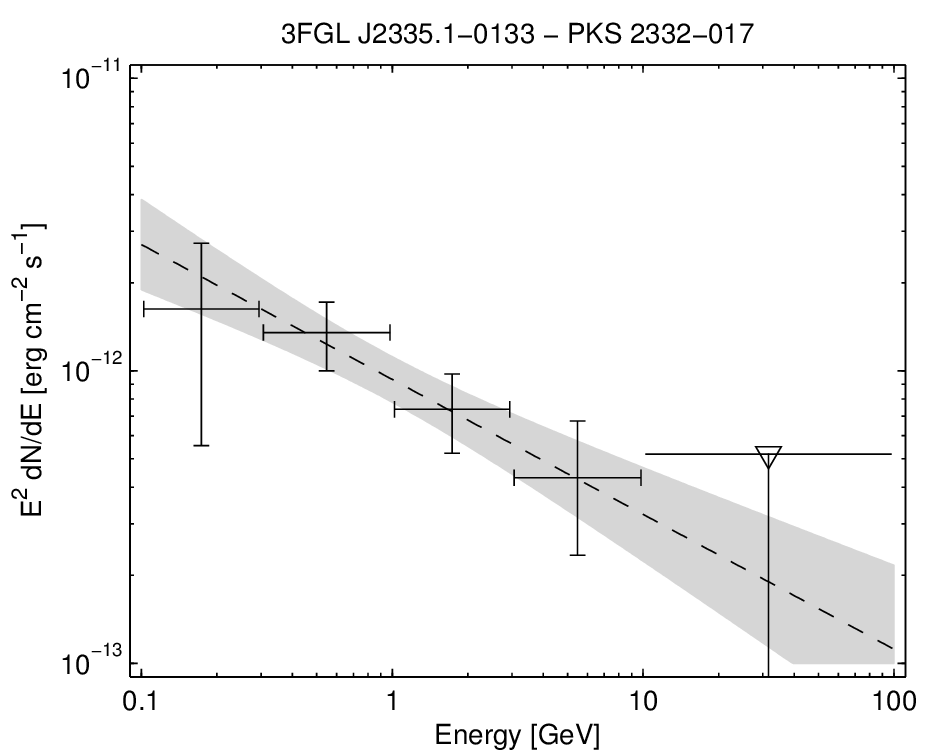 3FGL J2335.1−0133 − PKS 2332−017
10⁻¹¹
10⁻¹²
10⁻¹³
E² dN/dE [erg cm⁻² s⁻¹]
0.1 1 10 100
Energy [GeV]